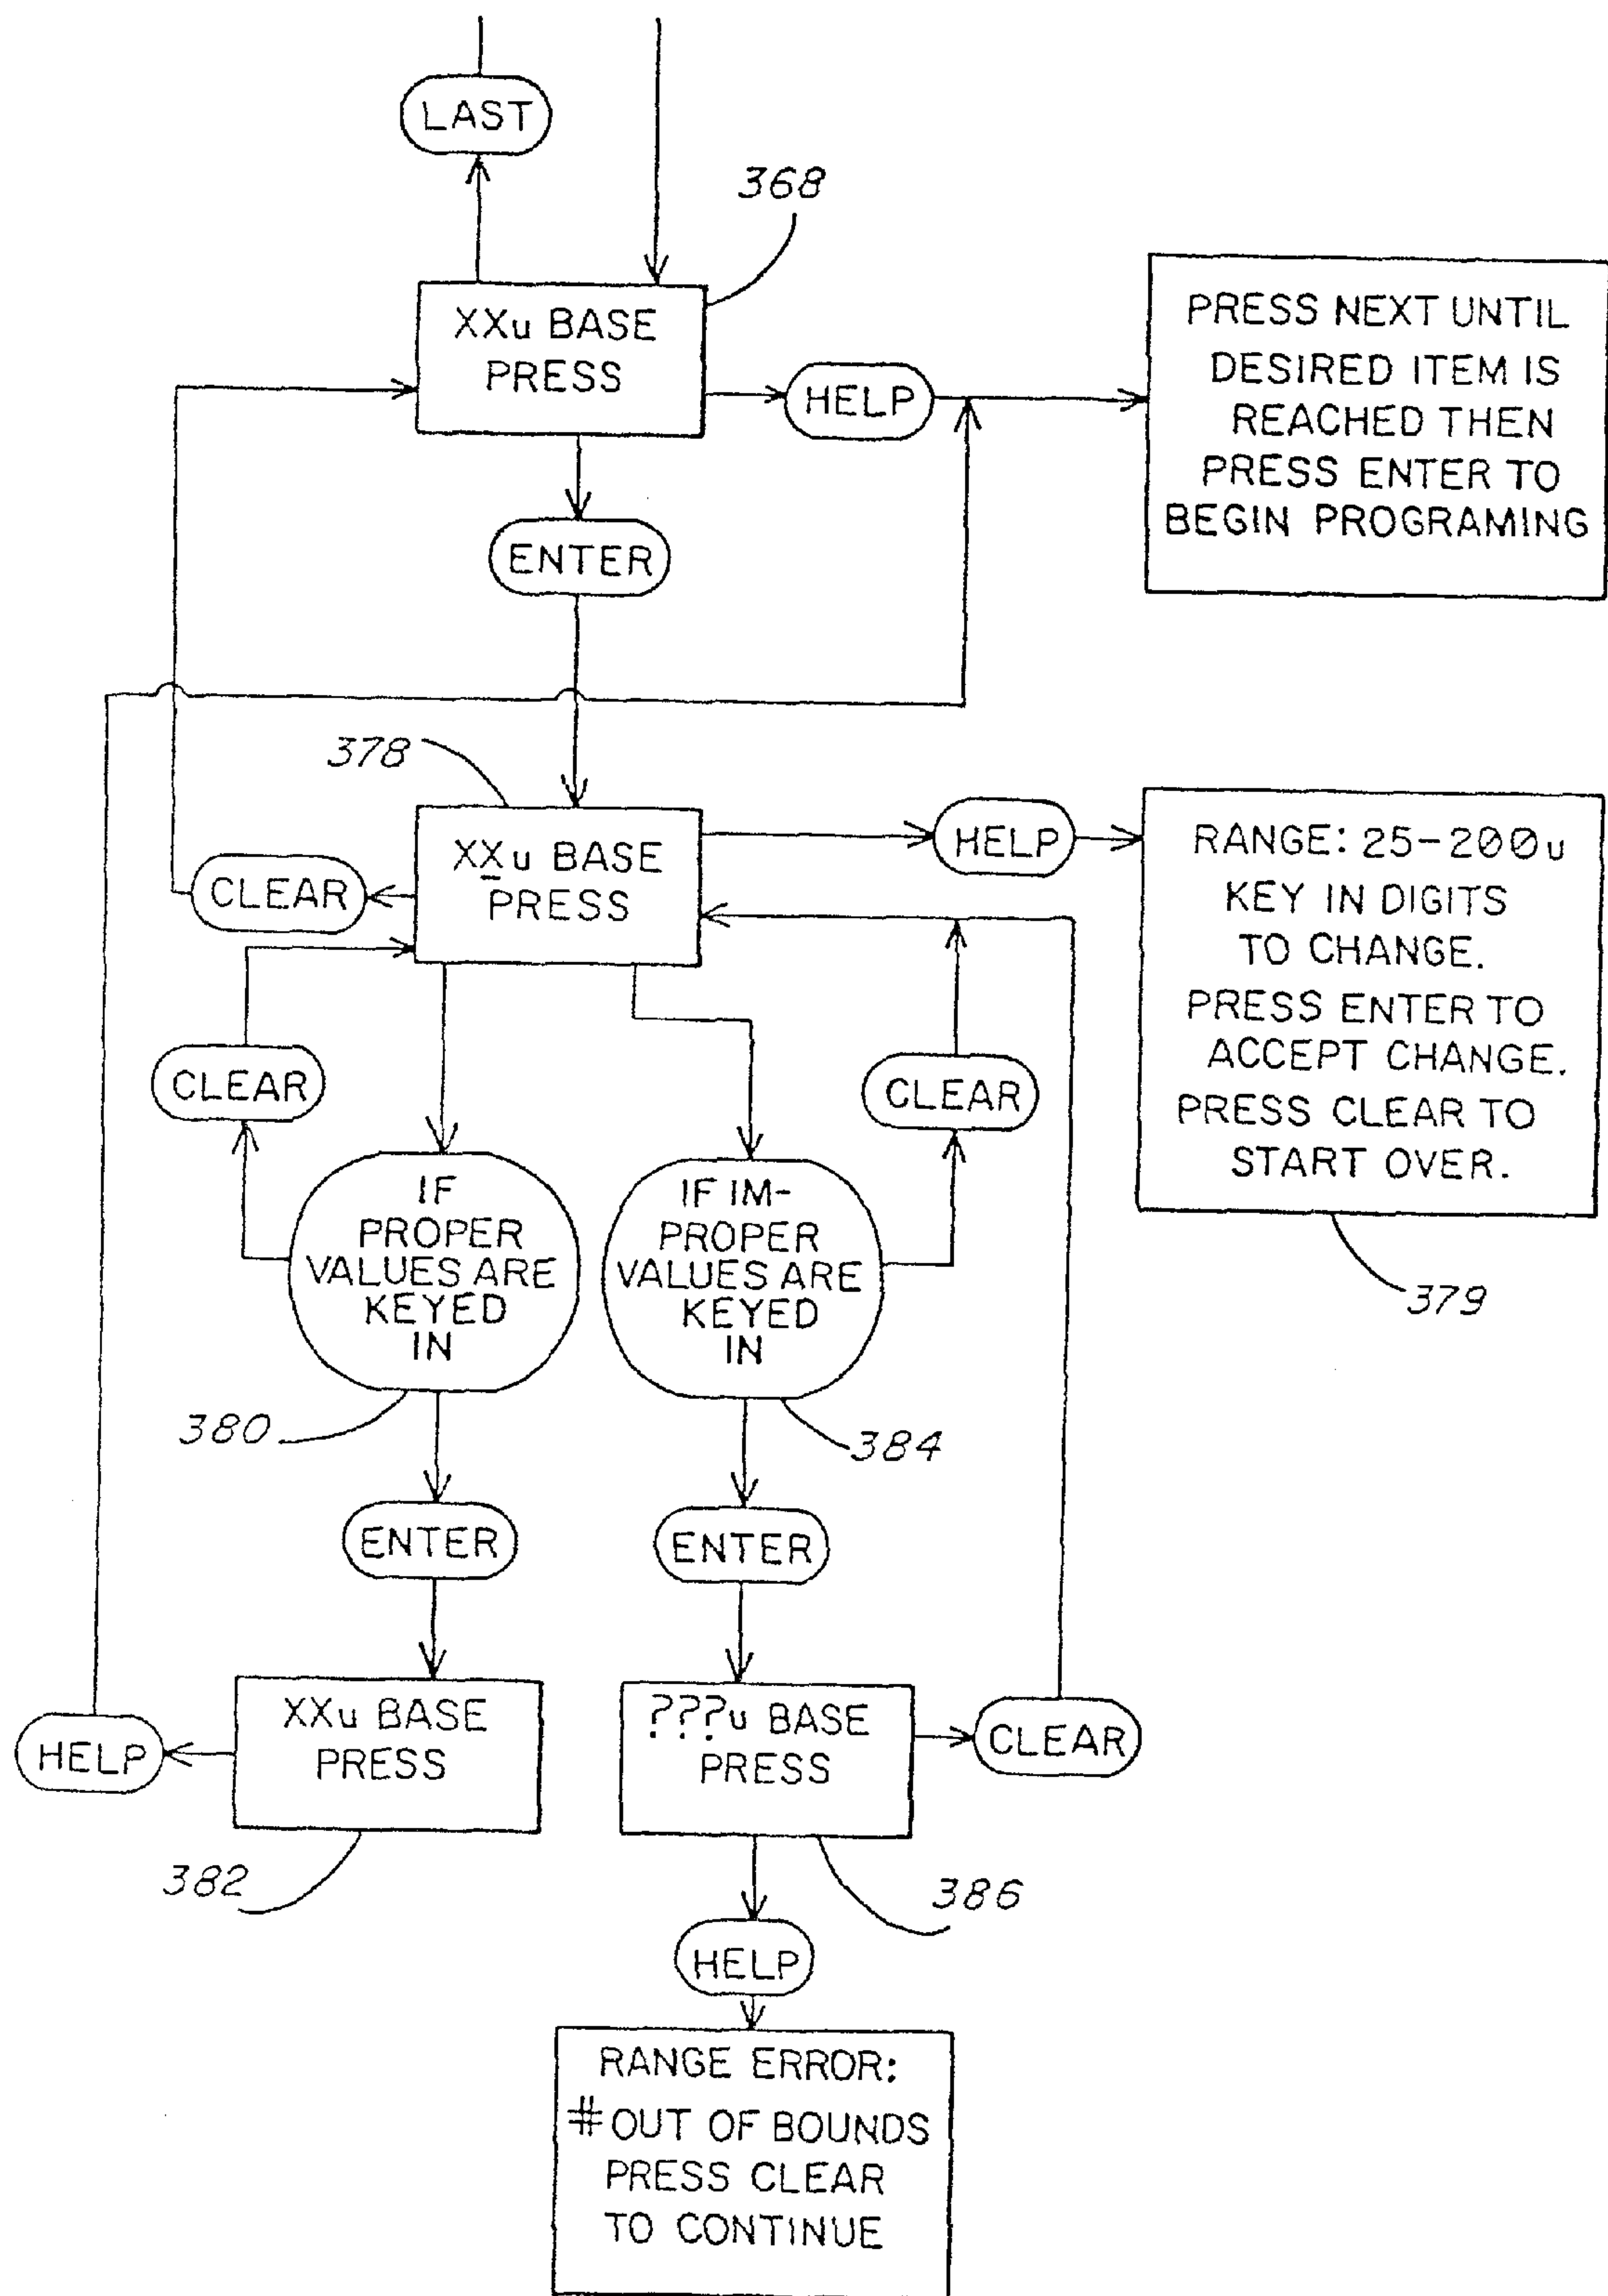 LAST
368
XXu BASE
PRESS
HELP
PRESS NEXT UNTIL
DESIRED ITEM IS
REACHED THEN
PRESS ENTER TO
BEGIN PROGRAMING
ENTER
378
XXu BASE
PRESS
CLEAR
HELP
RANGE: 25-200u
KEY IN DIGITS
TO CHANGE.
PRESS ENTER TO
ACCEPT CHANGE.
PRESS CLEAR TO
START OVER.
379
CLEAR
CLEAR
IF
PROPER
VALUES ARE
KEYED
IN
380
IF IM-
PROPER
VALUES ARE
KEYED
IN
384
ENTER
ENTER
XXu BASE
PRESS
HELP
382
???u BASE
PRESS
CLEAR
386
HELP
RANGE ERROR:
#OUT OF BOUNDS
PRESS CLEAR
TO CONTINUE